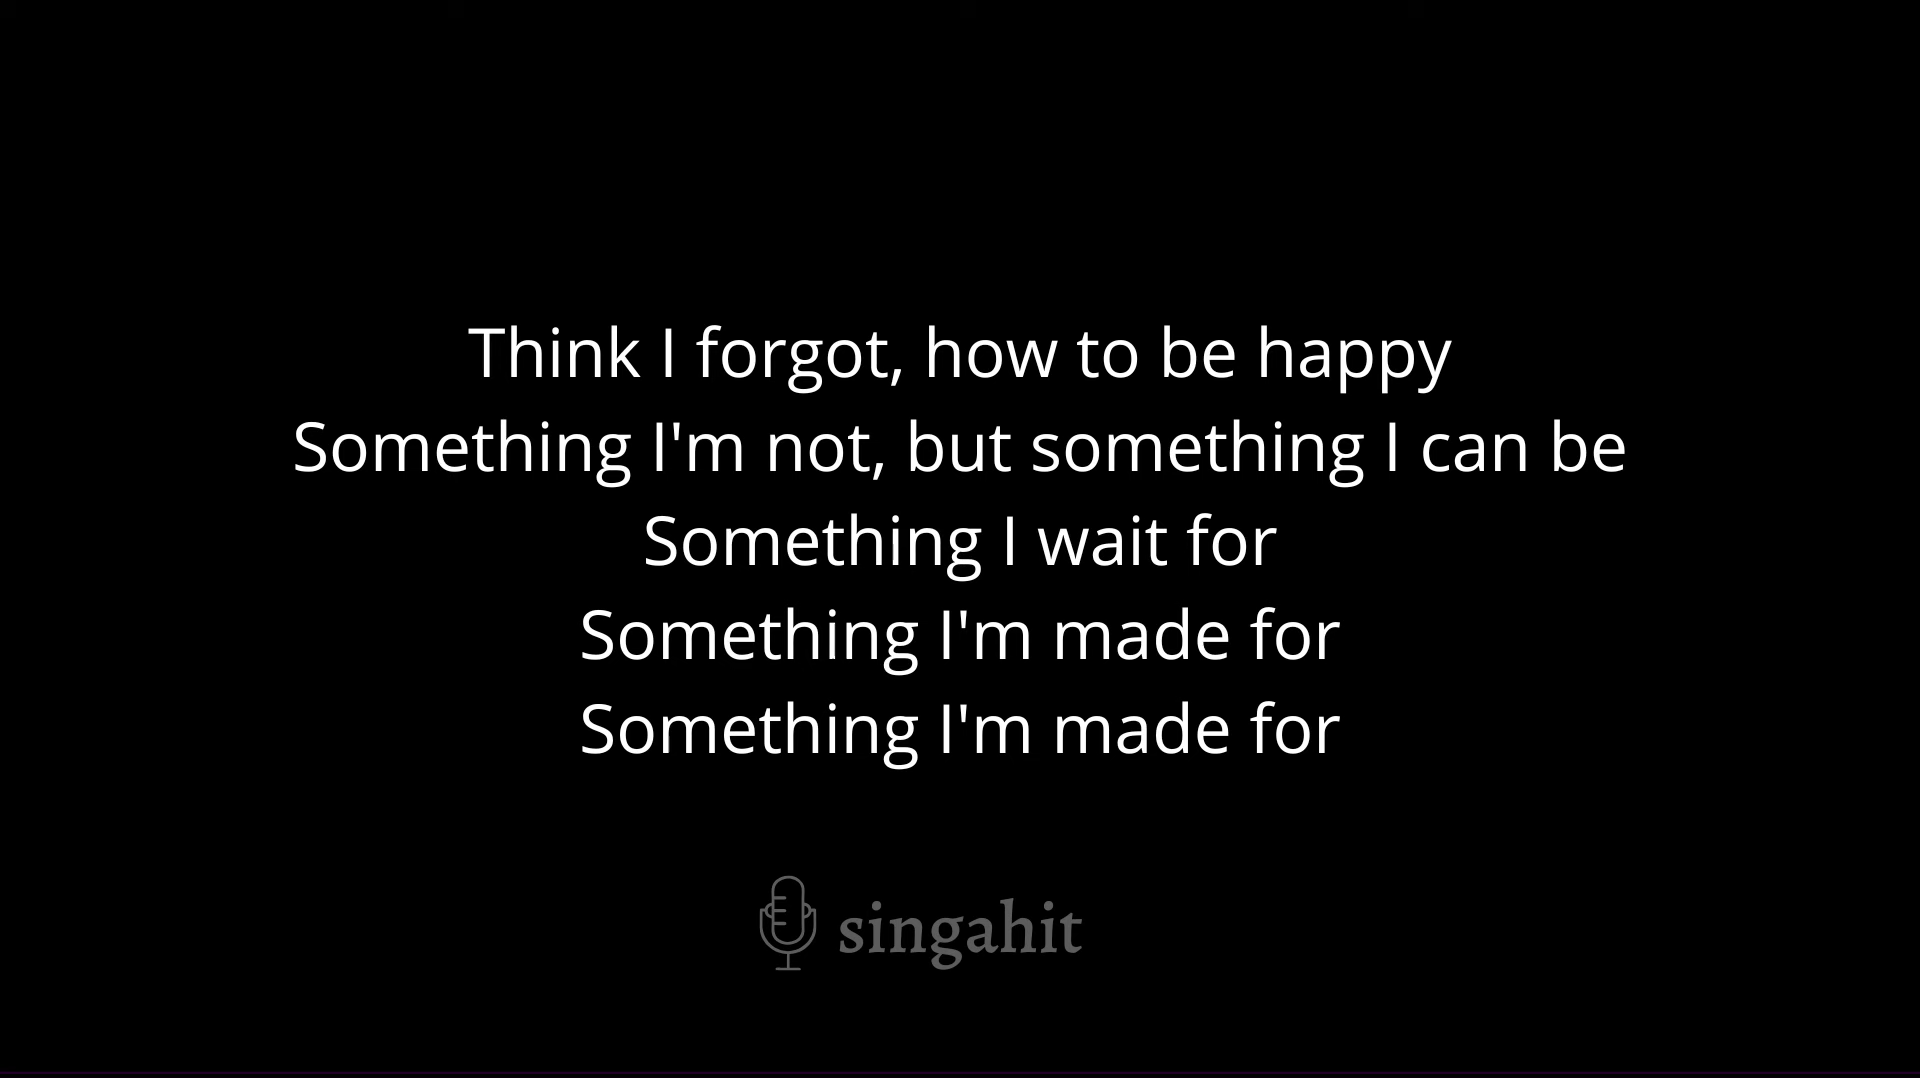 Think I forgot, how to be happy
Something I'm not, but something I can be
Something I wait for
Something I'm made for
Something I'm made for
singahit